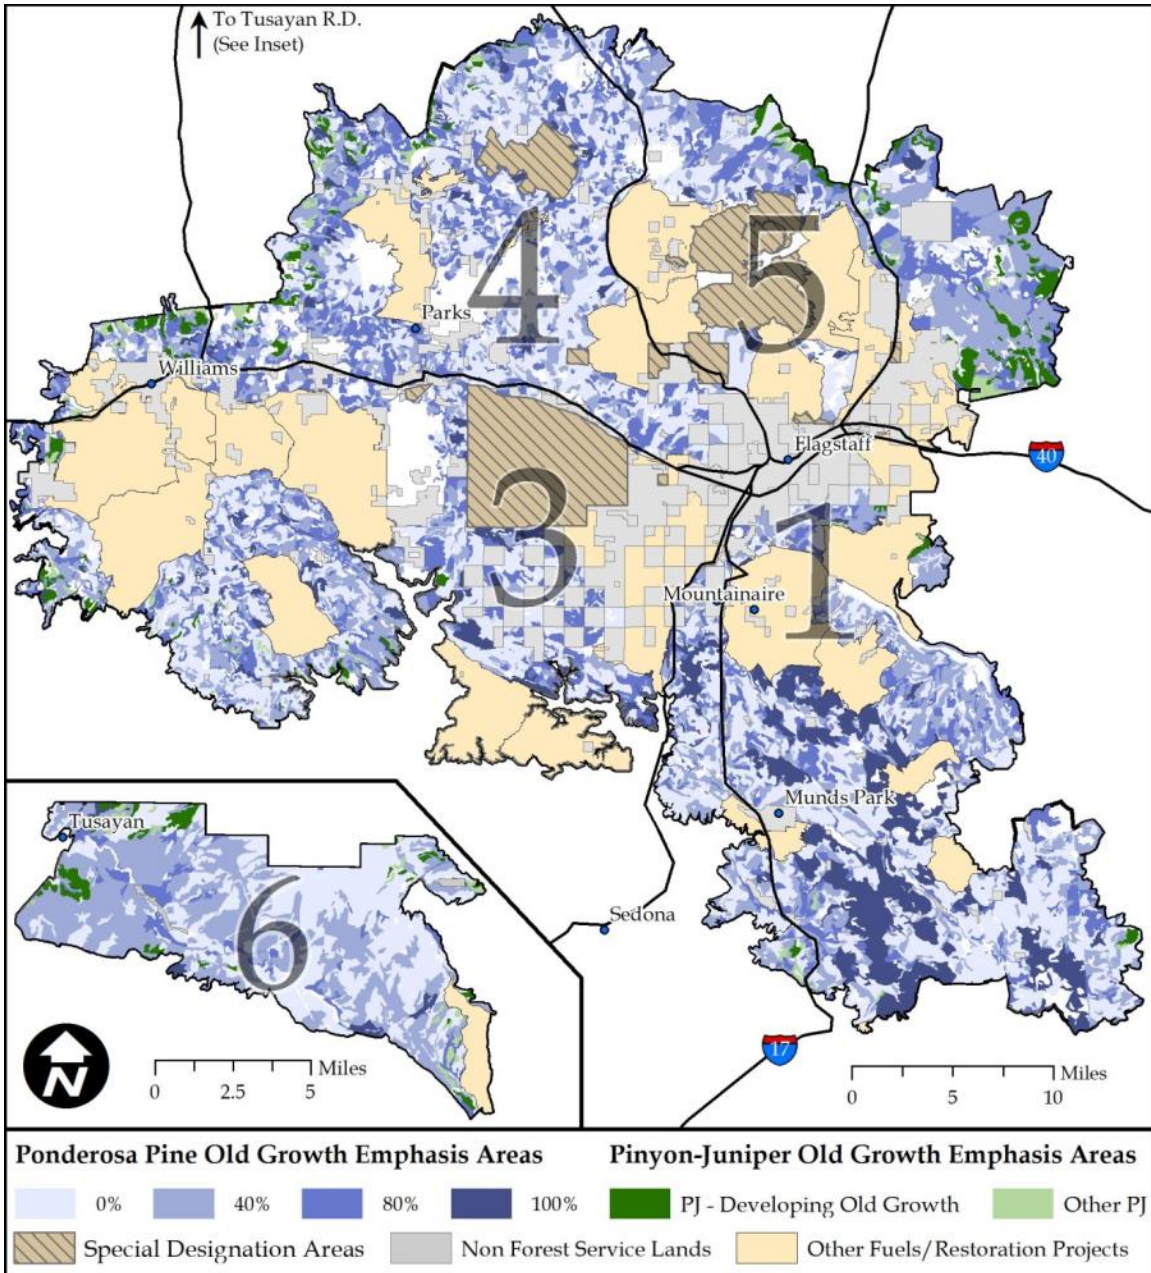 To Tusayan R.D.
(See Inset)
4
5
Parks
Williams
Flagstaff
40
3
1
Mountainaire
Munds Park
Tusayan
6
Sedona
17
N
Miles
0 2.5 5
Miles
0 5 10
Ponderosa Pine Old Growth Emphasis Areas
Pinyon-Juniper Old Growth Emphasis Areas
0% 40% 80% 100% PJ - Developing Old Growth Other PJ
Special Designation Areas Non Forest Service Lands Other Fuels/Restoration Projects